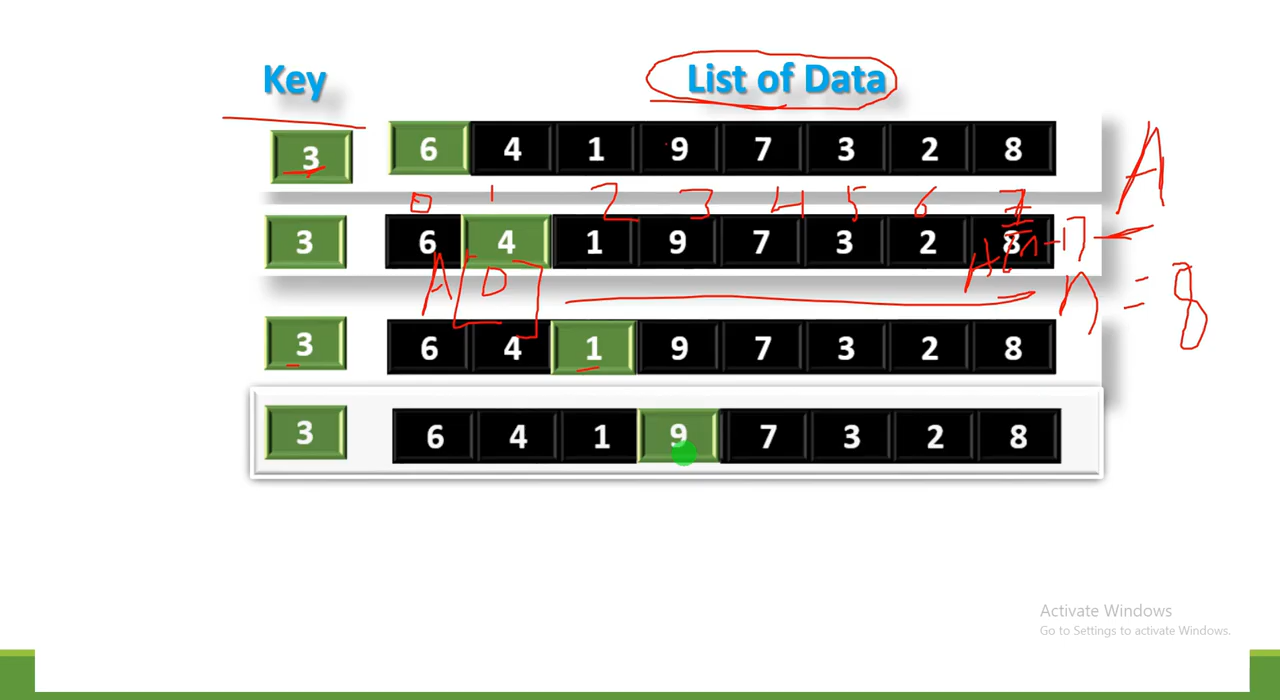 Key List of Data
3 6 4 1 9 7 3 2 8 A
0 1 2 3 4 5 6 7
3 6 4 1 9 7 3 2 8
A[0] A[n-1] n = 8
3 6 4 1 9 7 3 2 8
3 6 4 1 9 7 3 2 8
Activate Windows
Go to Settings to activate Windows.